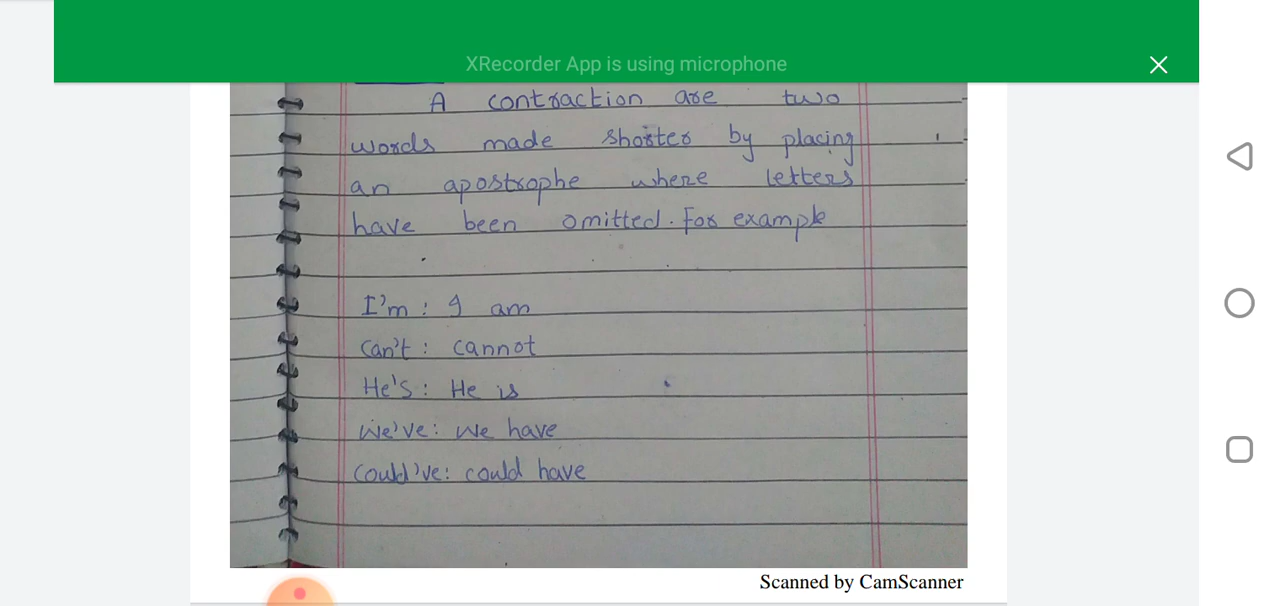 XRecorder App is using microphone
A contraction are two
words made shorter by placing
an apostrophe where letters
have been omitted. For example
I'm : I am
Can't : cannot
He's : He is
We've : We have
Could've : could have
Scanned by CamScanner